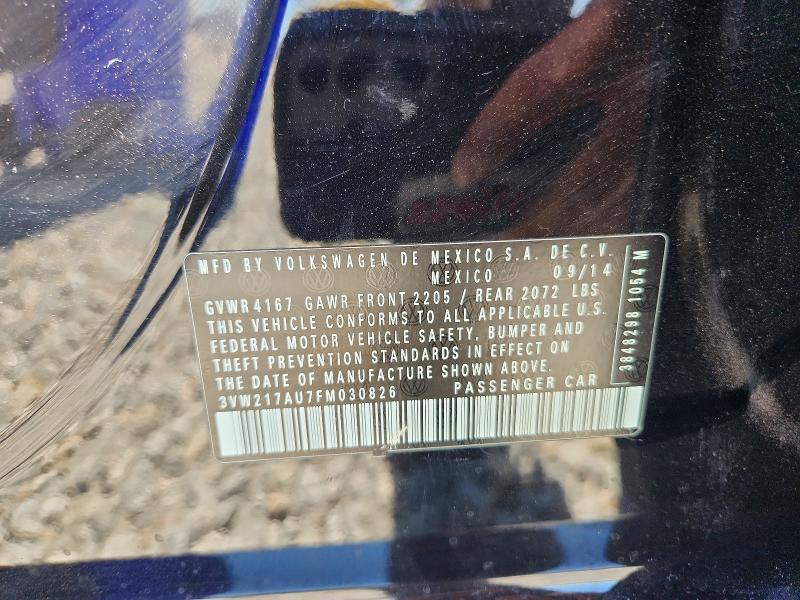 MFD BY VOLKSWAGEN DE MEXICO S.A. DE C.V.
MEXICO 09/14
GVWR 4167 GAWR FRONT 2205 / REAR 2072 LBS
THIS VEHICLE CONFORMS TO ALL APPLICABLE U.S.
FEDERAL MOTOR VEHICLE SAFETY, BUMPER AND
THEFT PREVENTION STANDARDS IN EFFECT ON
THE DATE OF MANUFACTURE SHOWN ABOVE.
3VW217AU7FM030826 PASSENGER CAR
3848298 1054 M